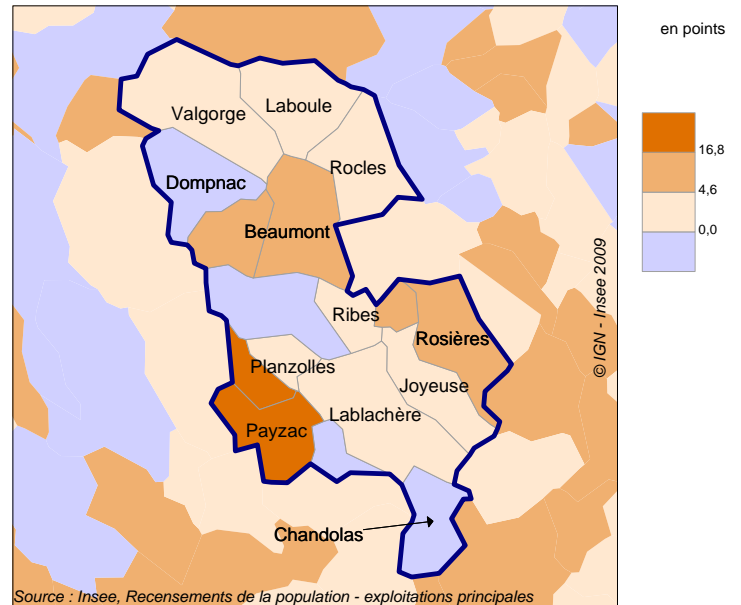 en points
16,8
4,6
0,0
Valgorge
Laboule
Rocles
Dompnac
Beaumont
Ribes
Rosières
Planzolles
Joyeuse
Lablachère
Payzac
Chandolas
© IGN - Insee 2009
Source : Insee, Recensements de la population - exploitations principales